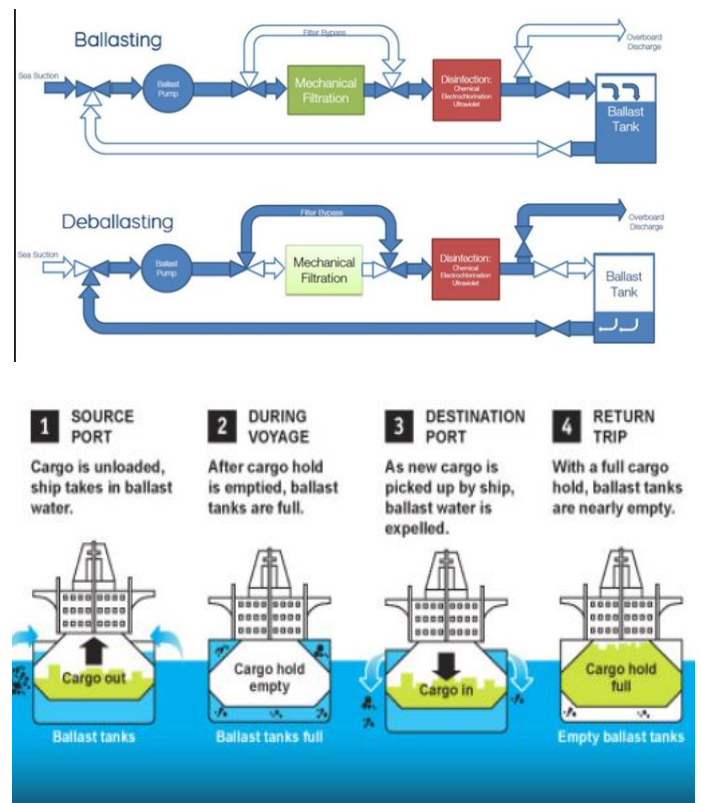 Ballasting
Filter Bypass
Overboard
Discharge
Sea Suction
Ballast
Pump
Mechanical
Filtration
Disinfection:
Chemical
Electrochlorination
Ultraviolet
Ballast
Tank
Deballasting
Filter Bypass
Overboard
Discharge
Sea Suction
Ballast
Pump
Mechanical
Filtration
Disinfection:
Chemical
Electrochlorination
Ultraviolet
Ballast
Tank
1 SOURCE
PORT
Cargo is unloaded,
ship takes in ballast
water.
Cargo out
Ballast tanks
2 DURING
VOYAGE
After cargo hold
is emptied, ballast
tanks are full.
Cargo hold
empty
Ballast tanks full
3 DESTINATION
PORT
As new cargo is
picked up by ship,
ballast water is
expelled.
Cargo in
4 RETURN
TRIP
With a full cargo
hold, ballast tanks
are nearly empty.
Cargo hold
full
Empty ballast tanks